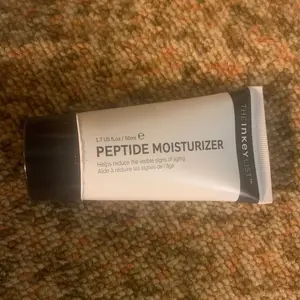 1.7 US fl.oz / 50ml ℮
PEPTIDE MOISTURIZER
Helps reduce the visible signs of aging
Aide à réduire les signes de l'âge
THE INKEY LIST™